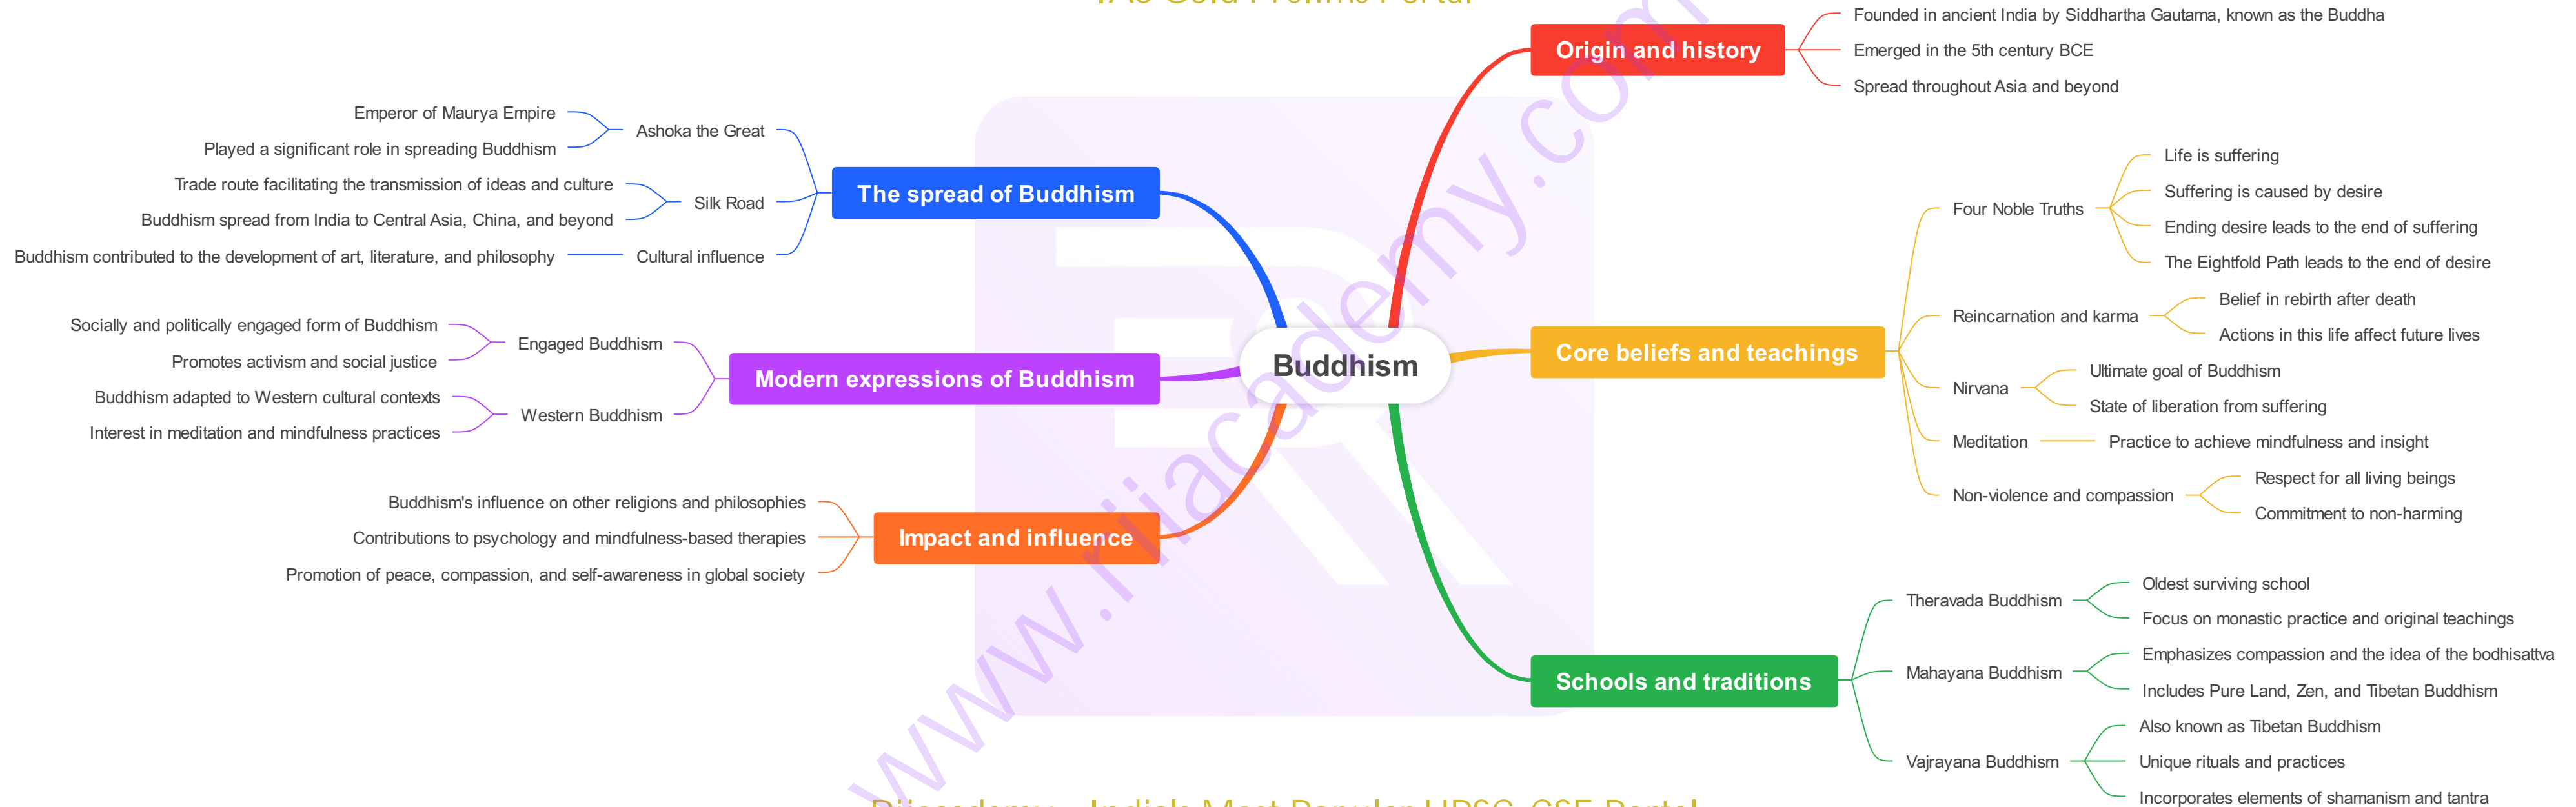 Buddhism
Origin and history
Founded in ancient India by Siddhartha Gautama, known as the Buddha
Emerged in the 5th century BCE
Spread throughout Asia and beyond
Core beliefs and teachings
Four Noble Truths
Life is suffering
Suffering is caused by desire
Ending desire leads to the end of suffering
The Eightfold Path leads to the end of desire
Reincarnation and karma
Belief in rebirth after death
Actions in this life affect future lives
Nirvana
Ultimate goal of Buddhism
State of liberation from suffering
Meditation
Practice to achieve mindfulness and insight
Non-violence and compassion
Respect for all living beings
Commitment to non-harming
Schools and traditions
Theravada Buddhism
Oldest surviving school
Focus on monastic practice and original teachings
Mahayana Buddhism
Emphasizes compassion and the idea of the bodhisattva
Includes Pure Land, Zen, and Tibetan Buddhism
Vajrayana Buddhism
Also known as Tibetan Buddhism
Unique rituals and practices
Incorporates elements of shamanism and tantra
The spread of Buddhism
Ashoka the Great
Emperor of Maurya Empire
Played a significant role in spreading Buddhism
Silk Road
Trade route facilitating the transmission of ideas and culture
Buddhism spread from India to Central Asia, China, and beyond
Cultural influence
Buddhism contributed to the development of art, literature, and philosophy
Modern expressions of Buddhism
Engaged Buddhism
Socially and politically engaged form of Buddhism
Promotes activism and social justice
Western Buddhism
Buddhism adapted to Western cultural contexts
Interest in meditation and mindfulness practices
Impact and influence
Buddhism's influence on other religions and philosophies
Contributions to psychology and mindfulness-based therapies
Promotion of peace, compassion, and self-awareness in global society
www.rijiacademy.com